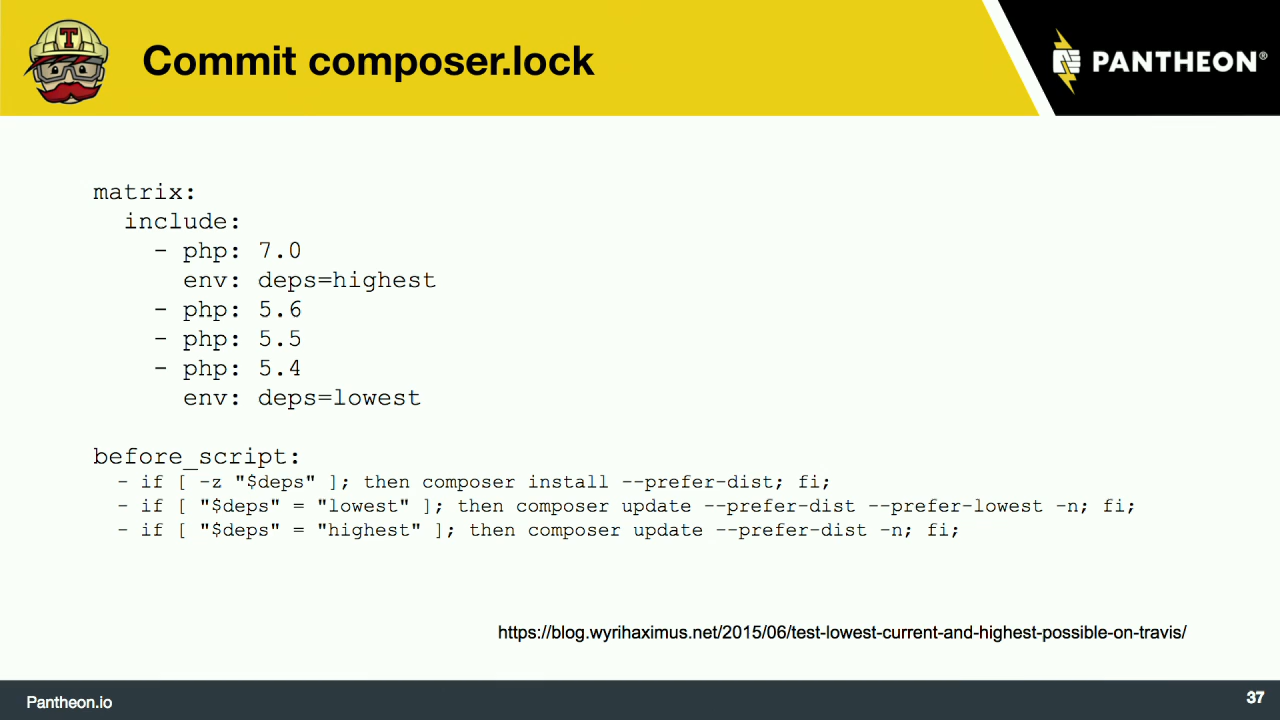 T
Commit composer.lock
PANTHEON®
matrix:
  include:
    - php: 7.0
      env: deps=highest
    - php: 5.6
    - php: 5.5
    - php: 5.4
      env: deps=lowest
before_script:
  - if [ -z "$deps" ]; then composer install --prefer-dist; fi;
  - if [ "$deps" = "lowest" ]; then composer update --prefer-dist --prefer-lowest -n; fi;
  - if [ "$deps" = "highest" ]; then composer update --prefer-dist -n; fi;
https://blog.wyrihaximus.net/2015/06/test-lowest-current-and-highest-possible-on-travis/
Pantheon.io
37